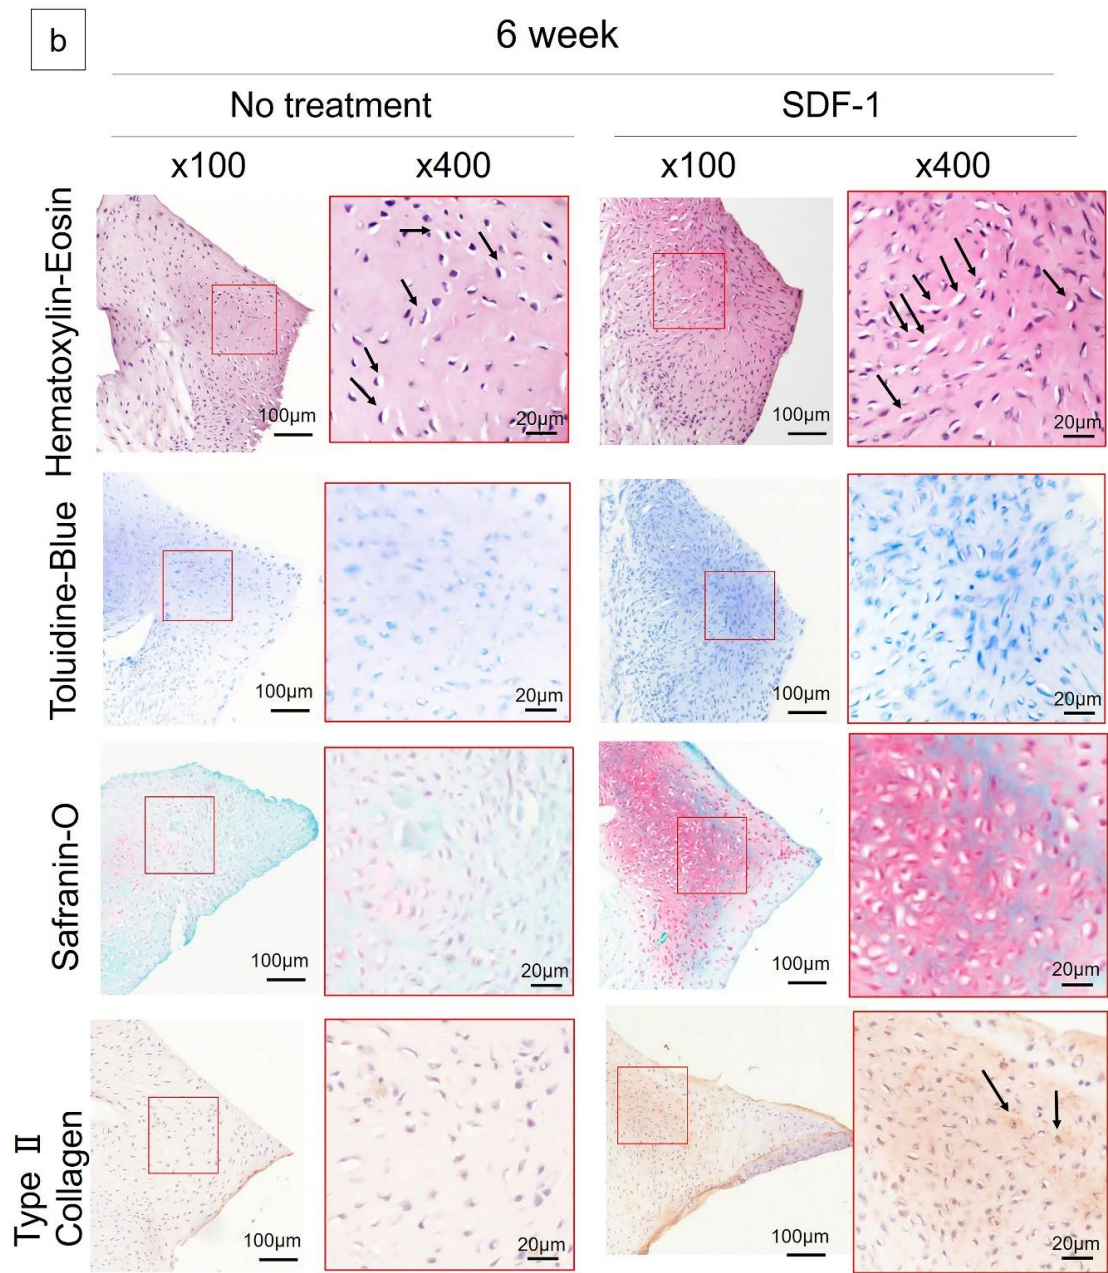 b
6 week
No treatment
SDF-1
x100
x400
x100
x400
Hematoxylin-Eosin
100µm
20µm
100µm
20µm
Toluidine-Blue
100µm
20µm
100µm
20µm
Safranin-O
100µm
20µm
100µm
20µm
Type Ⅱ
Collagen
100µm
20µm
100µm
20µm